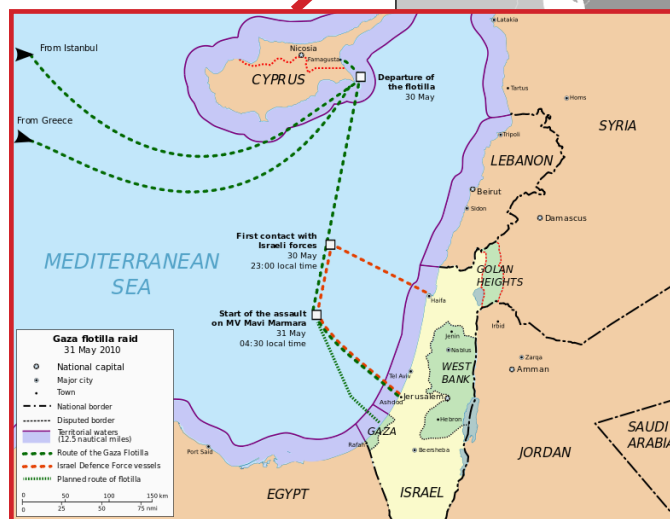 From Istanbul
From Greece
Nicosia
Famagusta
CYPRUS
Departure of
the flotilla
30 May
Latakia
Tartus
Homs
SYRIA
Tripoli
LEBANON
Beirut
Sidon
Damascus
MEDITERRANEAN
SEA
First contact with
Israeli forces
30 May
23:00 local time
GOLAN
HEIGHTS
Haifa
Start of the assault
on MV Mavi Marmara
31 May
04:30 local time
Irbid
Jenin
Nablus
Zarqa
Amman
WEST
BANK
Tel Aviv
Jerusalem
Ashdod
Hebron
GAZA
Rafah
Beersheba
Port Said
EGYPT
ISRAEL
JORDAN
SAUDI
ARABIA
Gaza flotilla raid
31 May 2010
National capital
Major city
Town
National border
Disputed border
Territorial waters
(12.5 nautical miles)
Route of the Gaza Flotilla
Israel Defence Force vessels
Planned route of flotilla
0 50 100 150 km
0 25 50 75 nmi